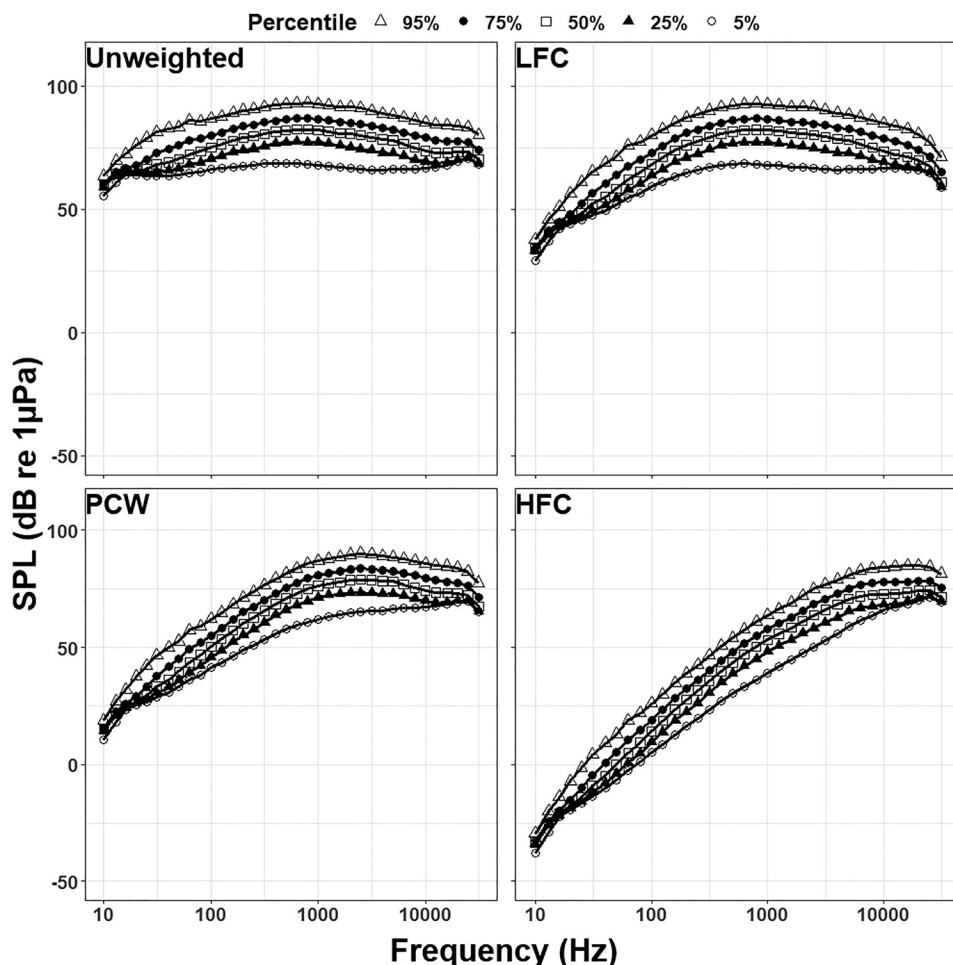 Percentile △ 95% ● 75% □ 50% ▲ 25% ○ 5%
Unweighted
LFC
100
50
0
-50
PCW
HFC
100
50
0
-50
10 100 1000 10000
10 100 1000 10000
SPL (dB re 1µPa)
Frequency (Hz)